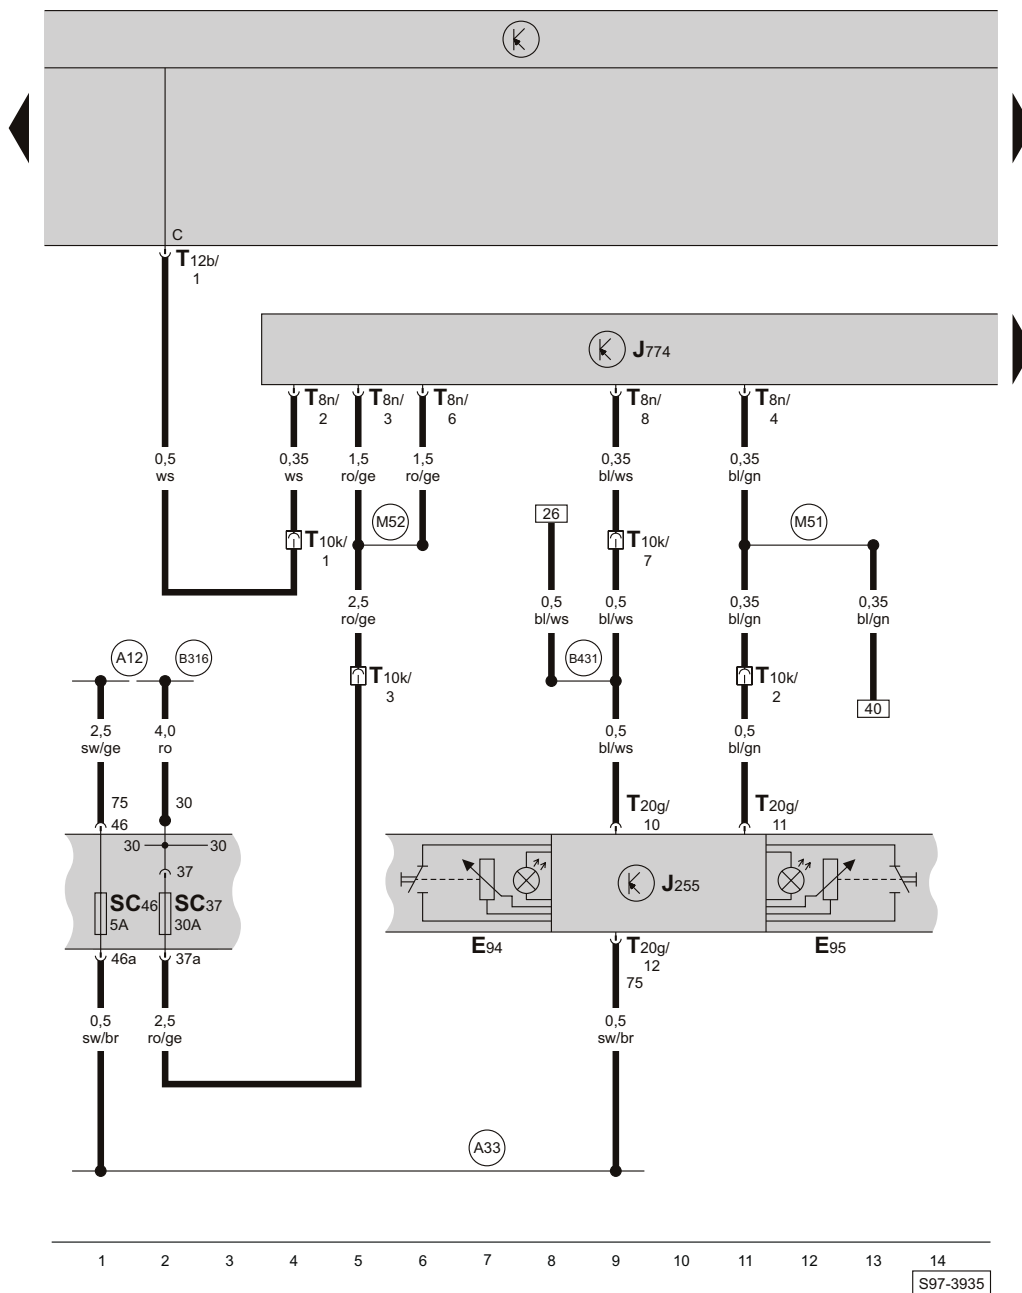 C
T12b/
1
J774
T8n/
2
T8n/
3
T8n/
6
T8n/
8
T8n/
4
0,5
ws
0,35
ws
1,5
ro/ge
1,5
ro/ge
0,35
bl/ws
0,35
bl/gn
M52
26
M51
T10k/
1
T10k/
7
2,5
ro/ge
0,5
bl/ws
0,5
bl/ws
0,35
bl/gn
0,35
bl/gn
A12
B316
B431
T10k/
3
T10k/
2
40
2,5
sw/ge
4,0
ro
0,5
bl/ws
0,5
bl/gn
75
46
30
T20g/
10
T20g/
11
30
30
37
SC46
5A
SC37
30A
J255
46a
37a
E94
T20g/
12
75
E95
0,5
sw/br
2,5
ro/ge
0,5
sw/br
A33
1 2 3 4 5 6 7 8 9 10 11 12 13 14
S97-3935